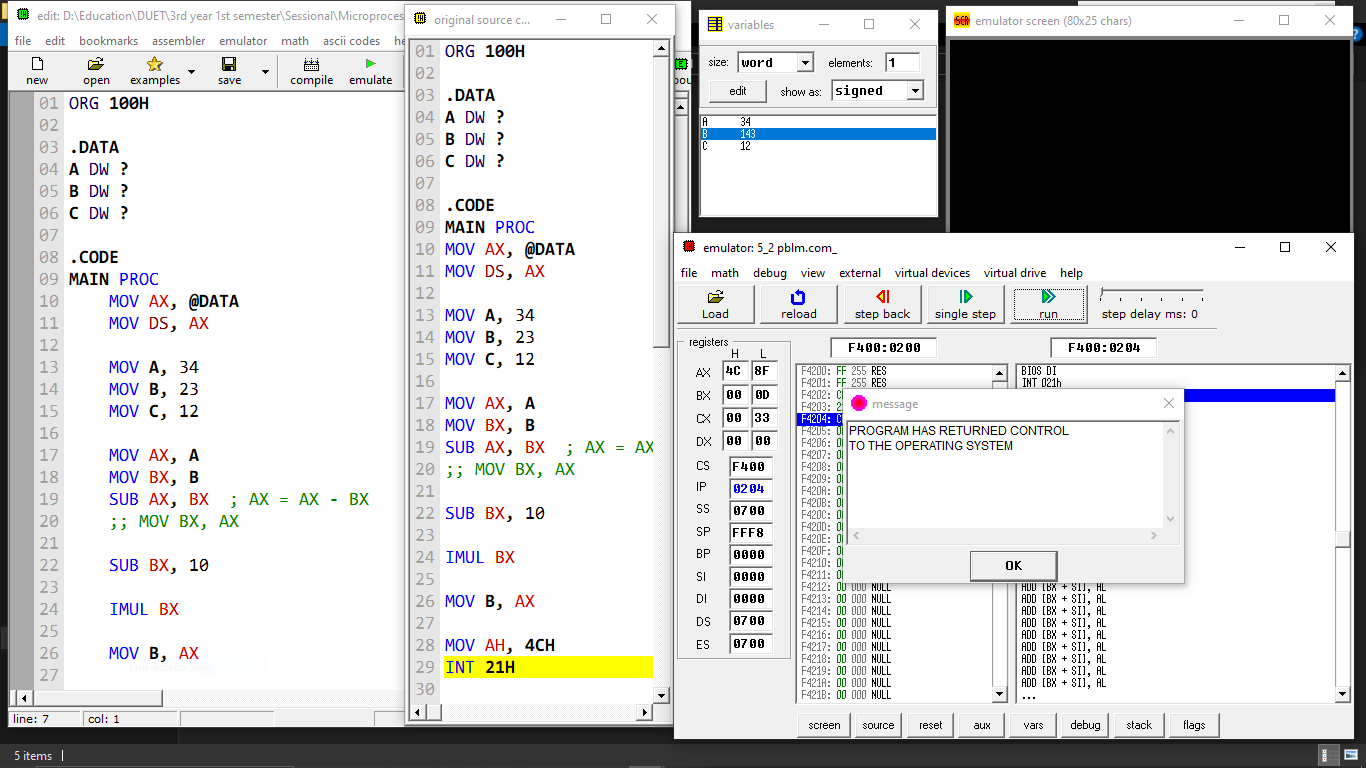 edit: D:\Education\DUET\3rd year 1st semester\Sessional\Microproces
file edit bookmarks assembler emulator math ascii codes he
new open examples save compile emulate
01 ORG 100H
02
03 .DATA
04 A DW ?
05 B DW ?
06 C DW ?
07
08 .CODE
09 MAIN PROC
10 MOV AX, @DATA
11 MOV DS, AX
12
13 MOV A, 34
14 MOV B, 23
15 MOV C, 12
16
17 MOV AX, A
18 MOV BX, B
19 SUB AX, BX ; AX = AX - BX
20 ;; MOV BX, AX
21
22 SUB BX, 10
23
24 IMUL BX
25
26 MOV B, AX
27
line: 7 col: 1
5 items
original source c...
01 ORG 100H
02
03 .DATA
04 A DW ?
05 B DW ?
06 C DW ?
07
08 .CODE
09 MAIN PROC
10 MOV AX, @DATA
11 MOV DS, AX
12
13 MOV A, 34
14 MOV B, 23
15 MOV C, 12
16
17 MOV AX, A
18 MOV BX, B
19 SUB AX, BX ; AX = AX
20 ;; MOV BX, AX
21
22 SUB BX, 10
23
24 IMUL BX
25
26 MOV B, AX
27
28 MOV AH, 4CH
29 INT 21H
30
bou
variables
size: word elements: 1
edit show as: signed
A 34
B 143
C 12
emulator screen (80x25 chars)
emulator: 5_2 pblm.com_
file math debug view external virtual devices virtual drive help
Load reload step back single step run step delay ms: 0
registers
H L
AX 4C 8F
BX 00 0D
CX 00 33
DX 00 00
CS F400
IP 0204
SS 0700
SP FFF8
BP 0000
SI 0000
DI 0000
DS 0700
ES 0700
F400:0200 F400:0204
F4200: FF 255 RES
F4201: FF 255 RES
F4202: C
F4203: 2
F4204: C
F4205: 0
F4206: 0
F4207: 0
F4208: 0
F4209: 0
F420A: 0
F420B: 0
F420C: 0
F420D: 0
F420E: 0
F420F: 0
F4210: 0
F4211: 0
F4212: 00 000 NULL
F4213: 00 000 NULL
F4214: 00 000 NULL
F4215: 00 000 NULL
F4216: 00 000 NULL
F4217: 00 000 NULL
F4218: 00 000 NULL
F4219: 00 000 NULL
F421A: 00 000 NULL
F421B: 00 000 NULL
BIOS DI
INT 021h
ADD [BX + SI], AL
ADD [BX + SI], AL
ADD [BX + SI], AL
ADD [BX + SI], AL
ADD [BX + SI], AL
ADD [BX + SI], AL
ADD [BX + SI], AL
ADD [BX + SI], AL
ADD [BX + SI], AL
...
message
PROGRAM HAS RETURNED CONTROL
TO THE OPERATING SYSTEM
OK
screen source reset aux vars debug stack flags